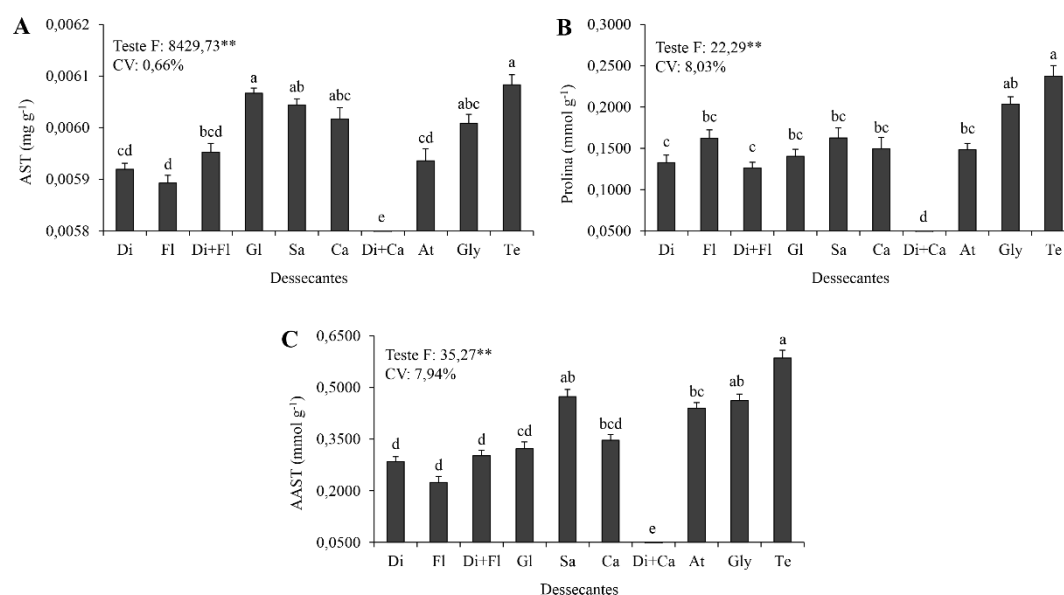 A
Teste F: 8429,73**
CV: 0,66%
AST (mg g⁻¹)
0,0062
0,0061
0,0060
0,0059
0,0058
cd
d
bcd
a
ab
abc
e
cd
abc
a
Di Fl Di+Fl Gl Sa Ca Di+Ca At Gly Te
Dessecantes
B
Teste F: 22,29**
CV: 8,03%
Prolina (mmol g⁻¹)
0,3000
0,2500
0,2000
0,1500
0,1000
0,0500
c
bc
c
bc
bc
bc
d
bc
ab
a
Di Fl Di+Fl Gl Sa Ca Di+Ca At Gly Te
Dessecantes
C
Teste F: 35,27**
CV: 7,94%
AAST (mmol g⁻¹)
0,6500
0,5000
0,3500
0,2000
0,0500
d
d
d
cd
ab
bcd
e
bc
ab
a
Di Fl Di+Fl Gl Sa Ca Di+Ca At Gly Te
Dessecantes